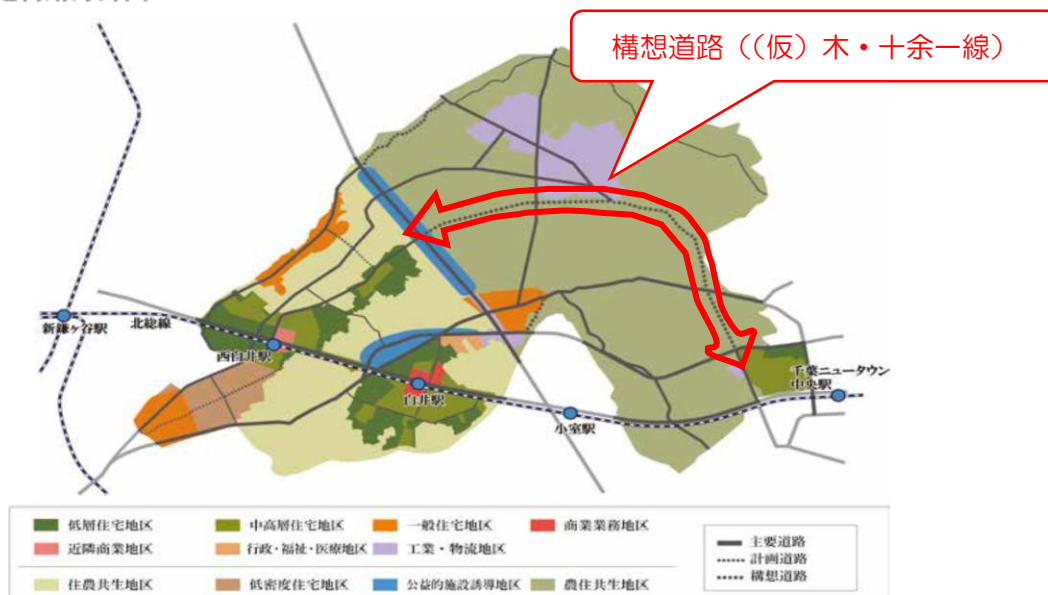 構想道路（(仮) 木・十余一線）
新鎌ヶ谷駅
北総線
西白井駅
白井駅
小室駅
千葉ニュータウン
中央駅
低層住宅地区
中高層住宅地区
一般住宅地区
商業業務地区
近隣商業地区
行政・福祉・医療地区
工業・物流地区
住農共生地区
低密度住宅地区
公益的施設誘導地区
農住共生地区
主要道路
計画道路
構想道路